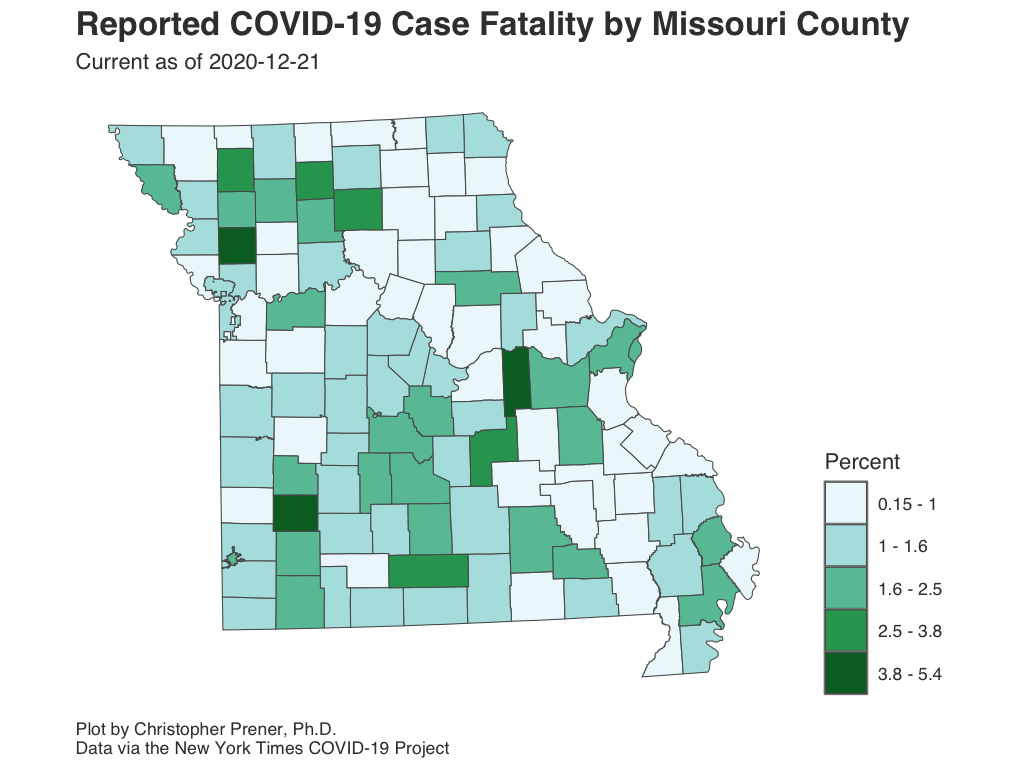 Reported COVID-19 Case Fatality by Missouri County
Current as of 2020-12-21
Percent
0.15 - 1
1 - 1.6
1.6 - 2.5
2.5 - 3.8
3.8 - 5.4
Plot by Christopher Prener, Ph.D.
Data via the New York Times COVID-19 Project